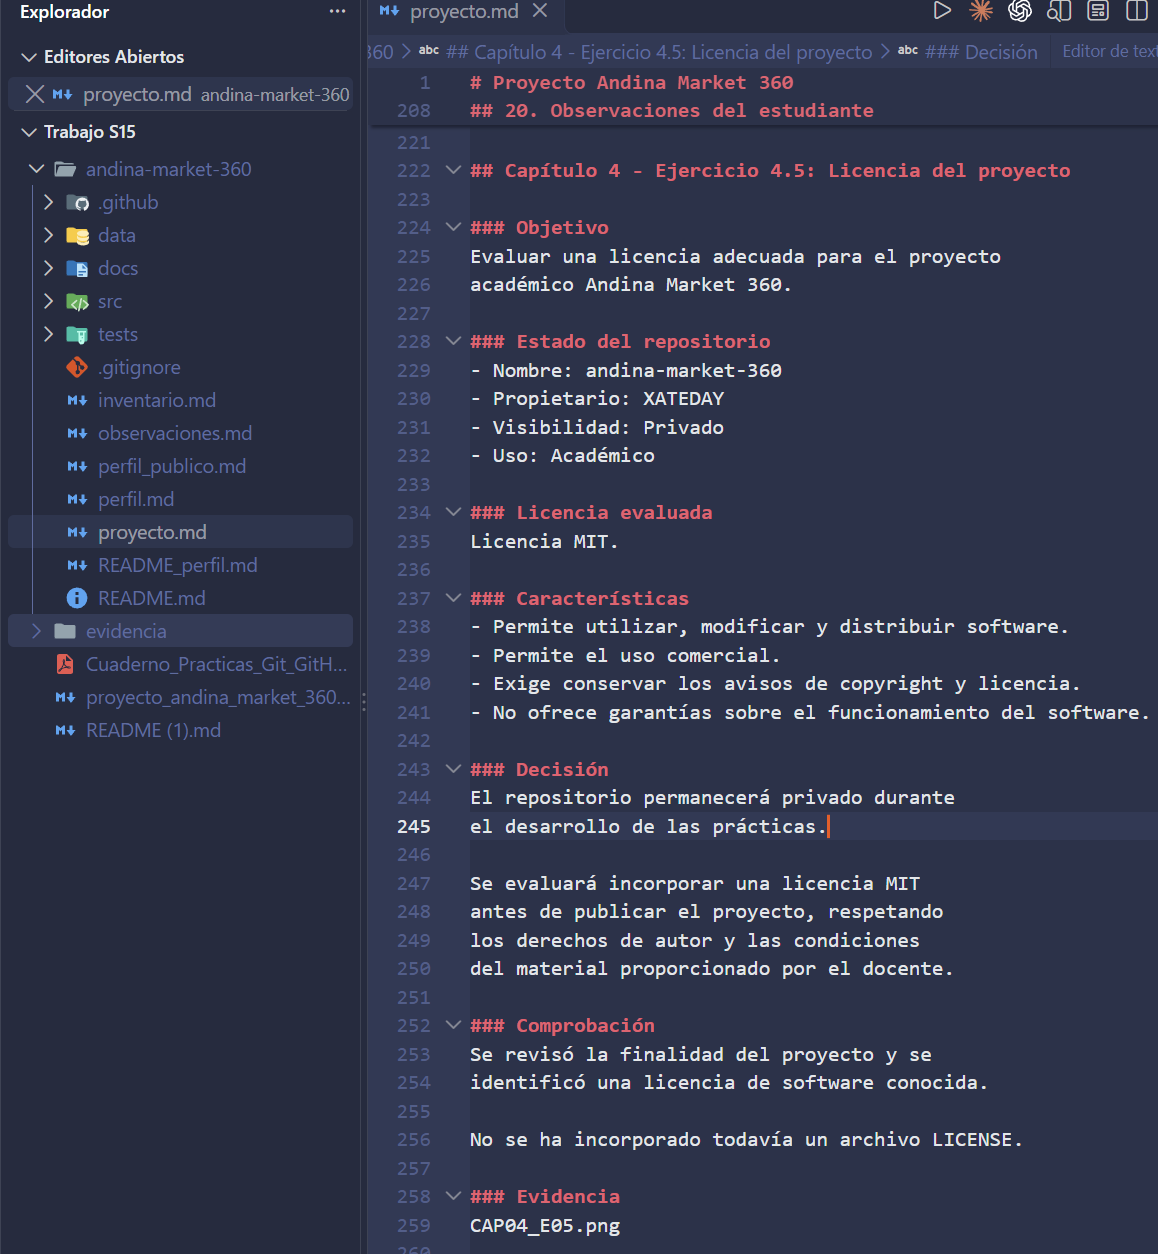 Explorador
Editores Abiertos
proyecto.md andina-market-360
Trabajo S15
andina-market-360
.github
data
docs
src
tests
.gitignore
inventario.md
observaciones.md
perfil_publico.md
perfil.md
proyecto.md
README_perfil.md
README.md
evidencia
Cuaderno_Practicas_Git_GitH...
proyecto_andina_market_360...
README (1).md
proyecto.md
360 > abc ## Capítulo 4 - Ejercicio 4.5: Licencia del proyecto > abc ### Decisión
Editor de tex
1 # Proyecto Andina Market 360
208 ## 20. Observaciones del estudiante
221
222 ## Capítulo 4 - Ejercicio 4.5: Licencia del proyecto
223
224 ### Objetivo
225 Evaluar una licencia adecuada para el proyecto
226 académico Andina Market 360.
227
228 ### Estado del repositorio
229 - Nombre: andina-market-360
230 - Propietario: XATEDAY
231 - Visibilidad: Privado
232 - Uso: Académico
233
234 ### Licencia evaluada
235 Licencia MIT.
236
237 ### Características
238 - Permite utilizar, modificar y distribuir software.
239 - Permite el uso comercial.
240 - Exige conservar los avisos de copyright y licencia.
241 - No ofrece garantías sobre el funcionamiento del software.
242
243 ### Decisión
244 El repositorio permanecerá privado durante
245 el desarrollo de las prácticas.
246
247 Se evaluará incorporar una licencia MIT
248 antes de publicar el proyecto, respetando
249 los derechos de autor y las condiciones
250 del material proporcionado por el docente.
251
252 ### Comprobación
253 Se revisó la finalidad del proyecto y se
254 identificó una licencia de software conocida.
255
256 No se ha incorporado todavía un archivo LICENSE.
257
258 ### Evidencia
259 CAP04_E05.png
260